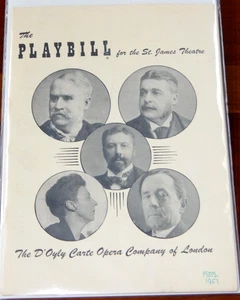 The
PLAYBILL for the St. James Theatre
The D'Oyly Carte Opera Company of London